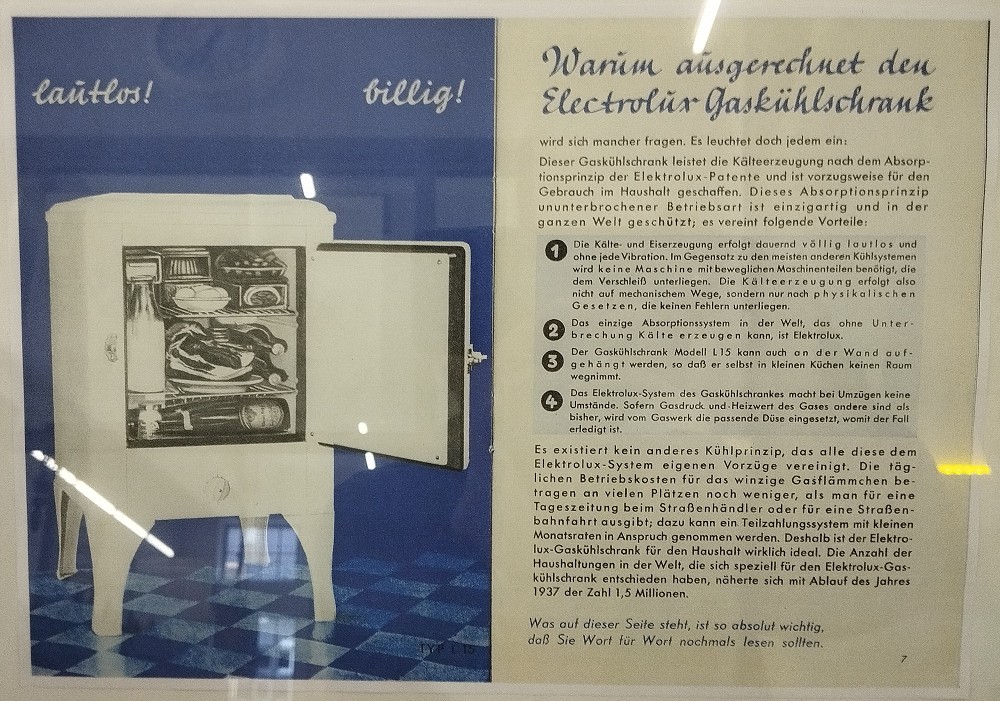 lautlos!
billig!
TYP L 15
Warum ausgerechnet den
Electrolux Gaskühlschrank
wird sich mancher fragen. Es leuchtet doch jedem ein:
Dieser Gaskühlschrank leistet die Kälteerzeugung nach dem Absorp-
tionsprinzip der Elektrolux-Patente und ist vorzugsweise für den
Gebrauch im Haushalt geschaffen. Dieses Absorptionsprinzip
ununterbrochener Betriebsart ist einzigartig und in der
ganzen Welt geschützt; es vereint folgende Vorteile:
1 Die Kälte- und Eiserzeugung erfolgt dauernd völlig lautlos und
ohne jede Vibration. Im Gegensatz zu den meisten anderen Kühlsystemen
wird keine Maschine mit beweglichen Maschinenteilen benötigt, die
dem Verschleiß unterliegen. Die Kälteerzeugung erfolgt also
nicht auf mechanischem Wege, sondern nur nach physikalischen
Gesetzen, die keinen Fehlern unterliegen.
2 Das einzige Absorptionssystem in der Welt, das ohne Unter-
brechung Kälte erzeugen kann, ist Elektrolux.
3 Der Gaskühlschrank Modell L 15 kann auch an der Wand auf-
gehängt werden, so daß er selbst in kleinen Küchen keinen Raum
wegnimmt.
4 Das Elektrolux-System des Gaskühlschrankes macht bei Umzügen keine
Umstände. Sofern Gasdruck und -Heizwert des Gases andere sind als
bisher, wird vom Gaswerk die passende Düse eingesetzt, womit der Fall
erledigt ist.
Es existiert kein anderes Kühlprinzip, das alle diese dem
Elektrolux-System eigenen Vorzüge vereinigt. Die täg-
lichen Betriebskosten für das winzige Gasflämmchen be-
tragen an vielen Plätzen noch weniger, als man für eine
Tageszeitung beim Straßenhändler oder für eine Straßen-
bahnfahrt ausgibt; dazu kann ein Teilzahlungssystem mit kleinen
Monatsraten in Anspruch genommen werden. Deshalb ist der Elektro-
lux-Gaskühlschrank für den Haushalt wirklich ideal. Die Anzahl der
Haushaltungen in der Welt, die sich speziell für den Elektrolux-Gas-
kühlschrank entschieden haben, näherte sich mit Ablauf des Jahres
1937 der Zahl 1,5 Millionen.
Was auf dieser Seite steht, ist so absolut wichtig,
daß Sie Wort für Wort nochmals lesen sollten.
7